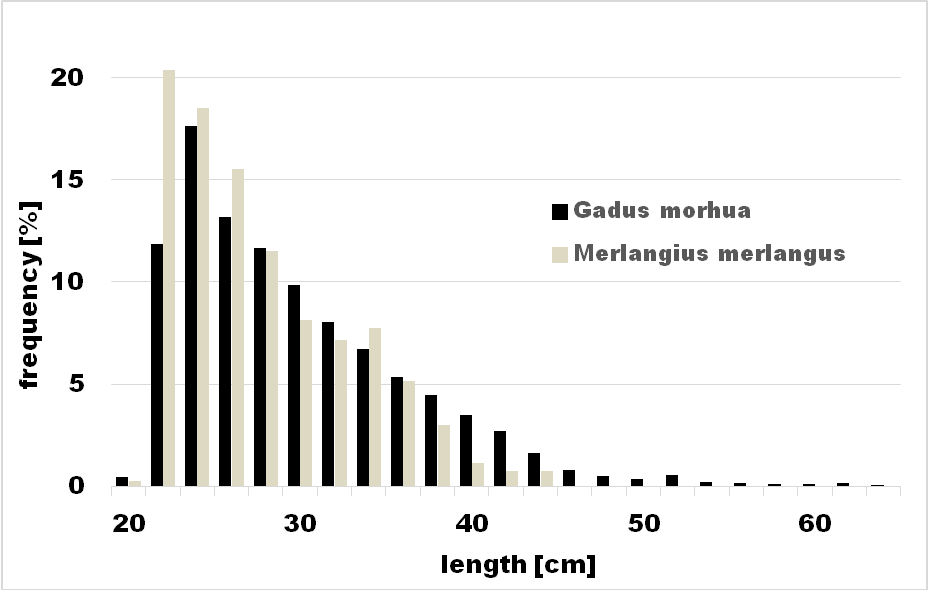 20
15
10
5
0
frequency [%]
Gadus morhua
Merlangius merlangus
20 30 40 50 60
length [cm]